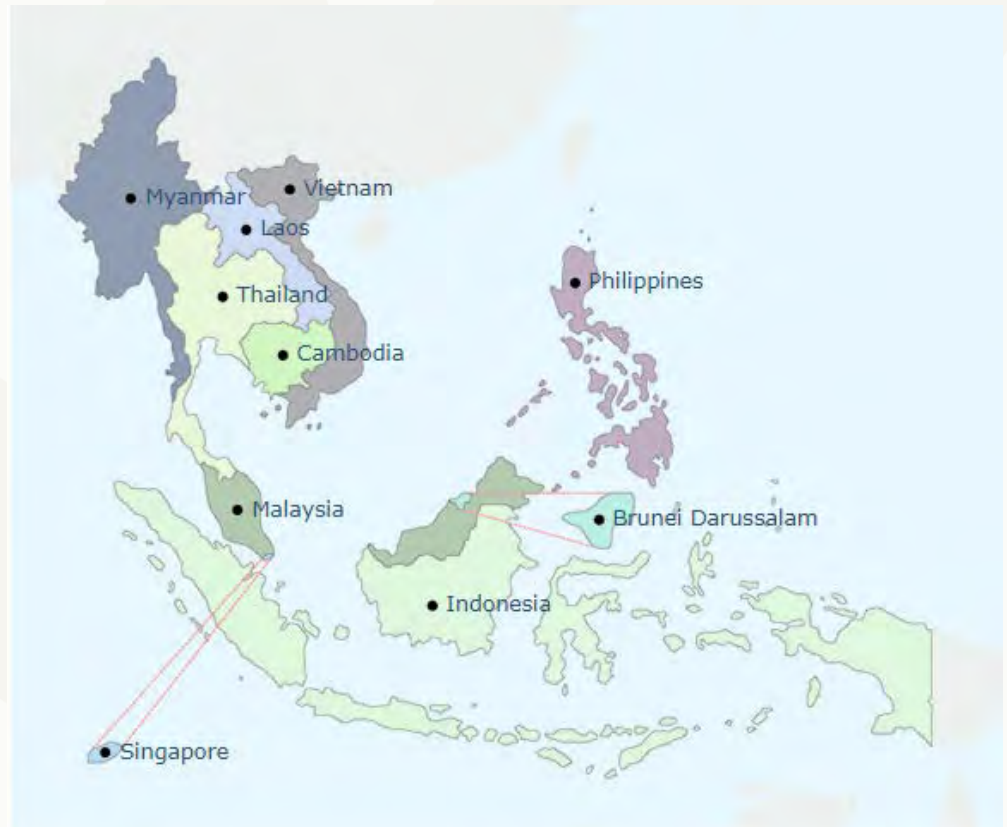 Vietnam
Myanmar
Laos
Philippines
Thailand
Cambodia
Malaysia
Brunei Darussalam
Indonesia
Singapore